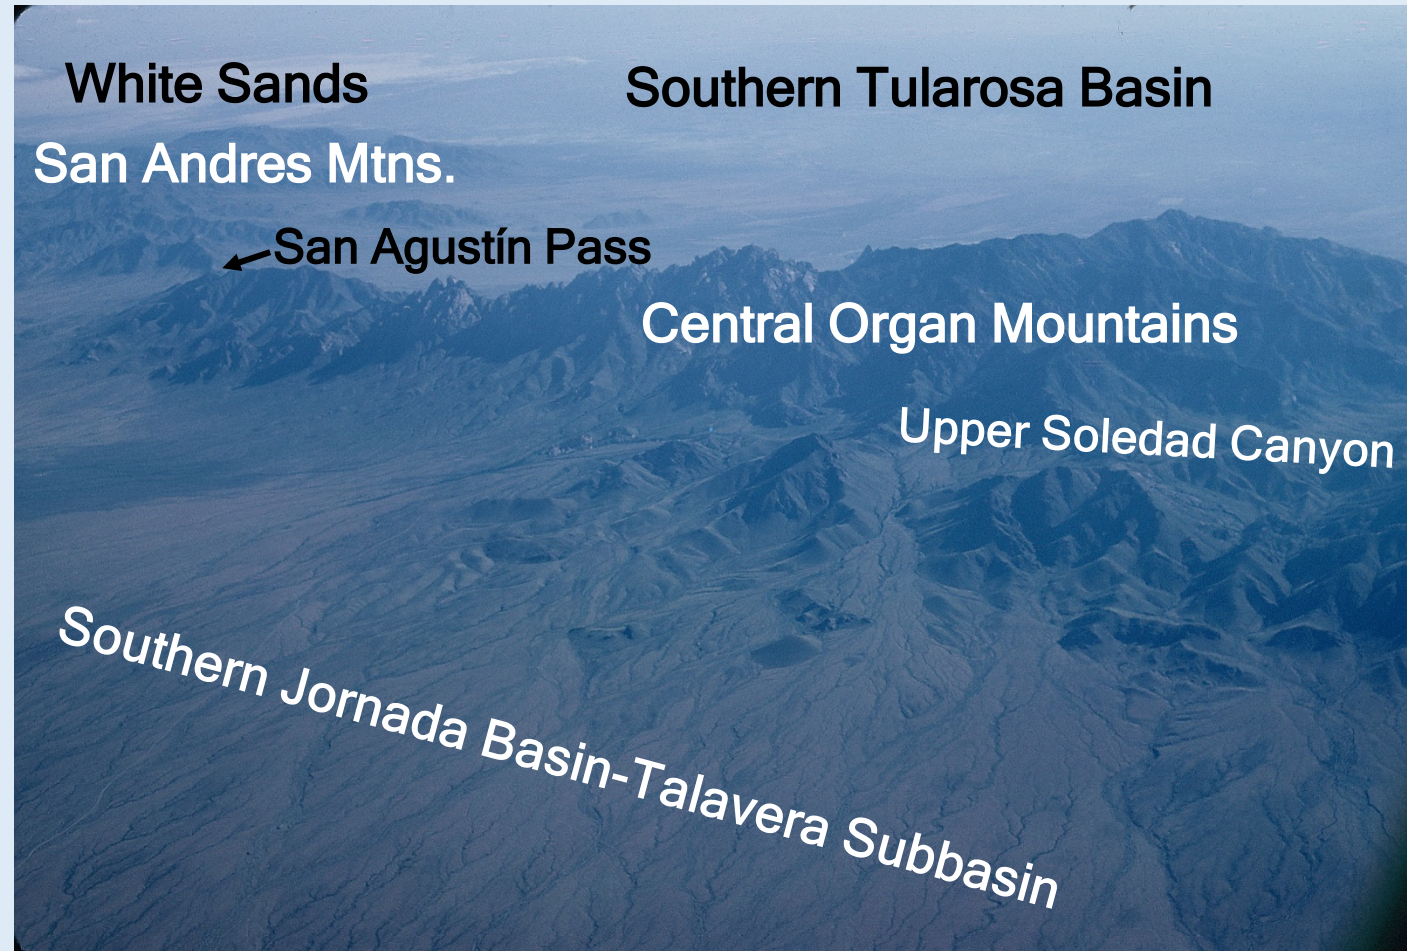 White Sands
Southern Tularosa Basin
San Andres Mtns.
San Agustín Pass
Central Organ Mountains
Upper Soledad Canyon
Southern Jornada Basin-Talavera Subbasin